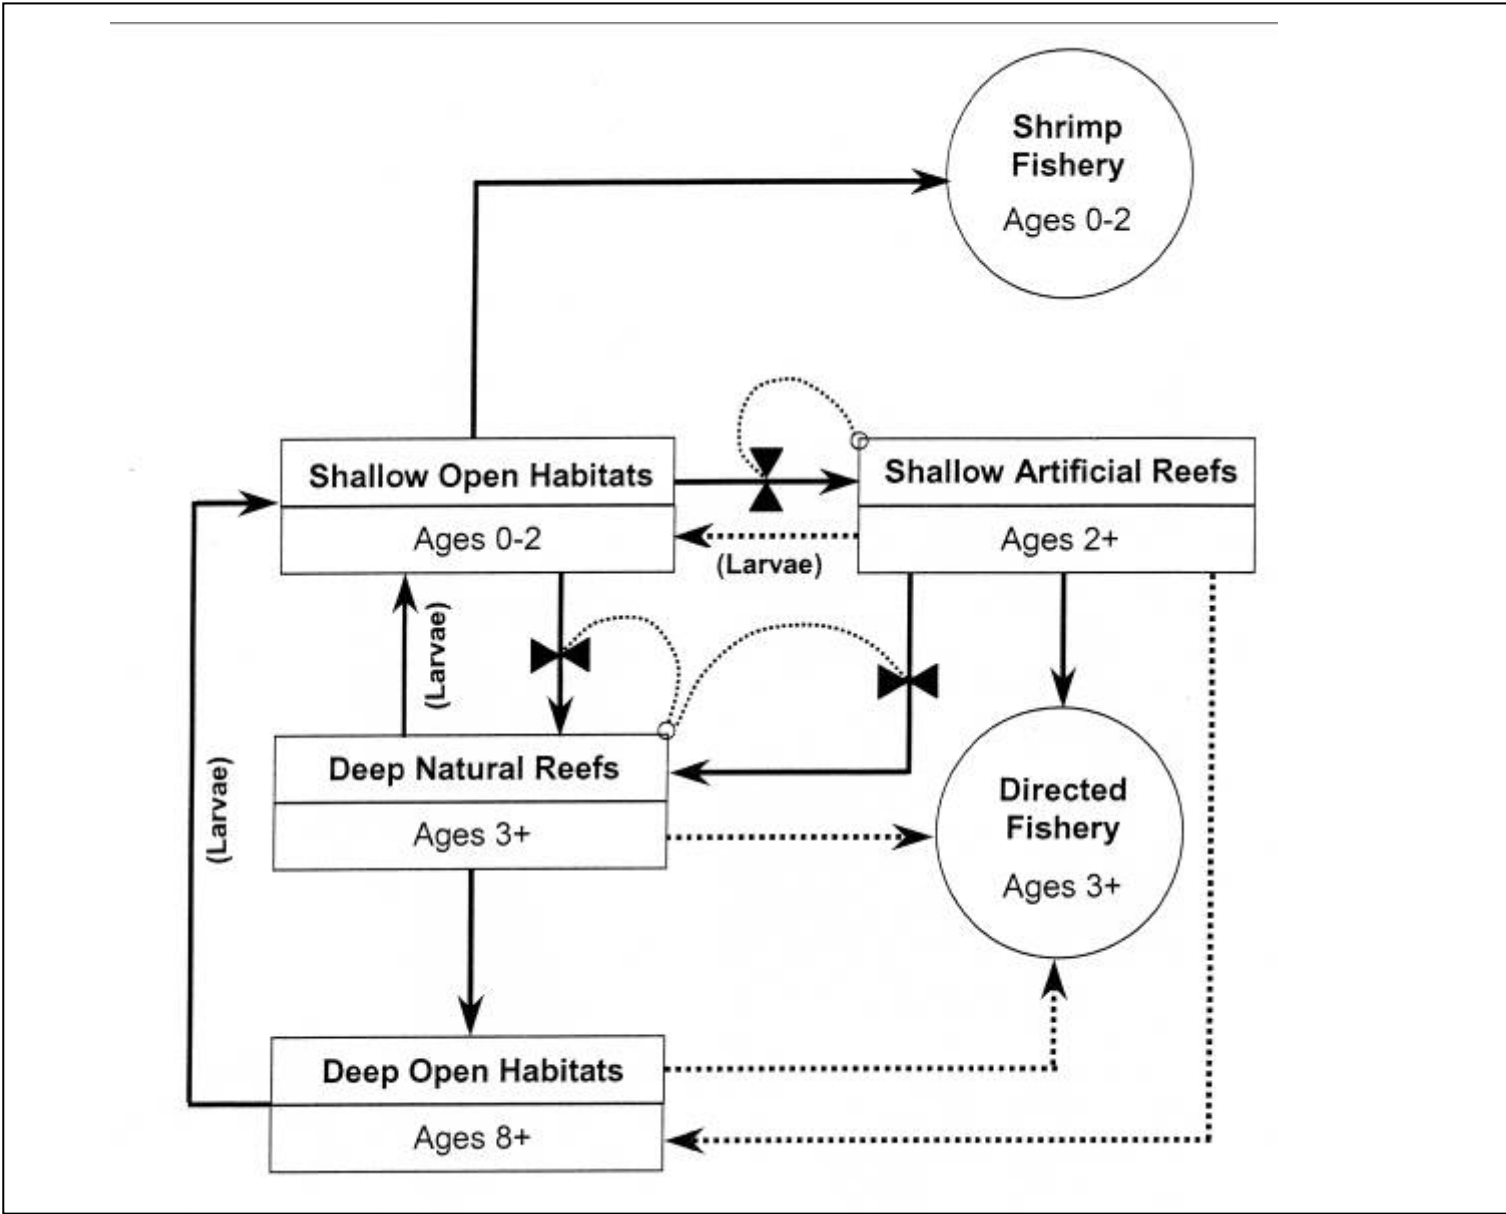 Shrimp
Fishery
Ages 0-2
Shallow Open Habitats
Ages 0-2
Shallow Artificial Reefs
Ages 2+
(Larvae)
(Larvae)
(Larvae)
Deep Natural Reefs
Ages 3+
Directed
Fishery
Ages 3+
Deep Open Habitats
Ages 8+